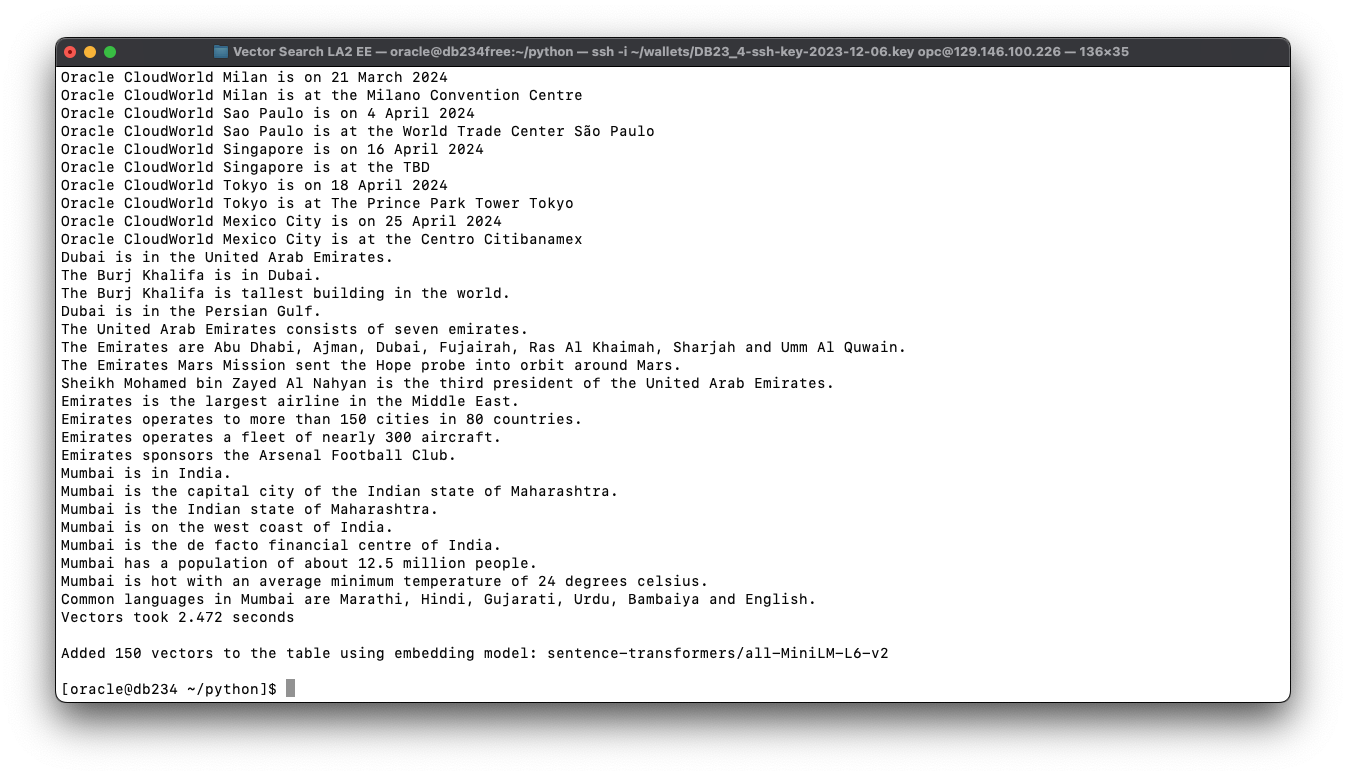 Vector Search LA2 EE — oracle@db234free:~/python — ssh -i ~/wallets/DB23_4-ssh-key-2023-12-06.key opc@129.146.100.226 — 136×35
Oracle CloudWorld Milan is on 21 March 2024
Oracle CloudWorld Milan is at the Milano Convention Centre
Oracle CloudWorld Sao Paulo is on 4 April 2024
Oracle CloudWorld Sao Paulo is at the World Trade Center São Paulo
Oracle CloudWorld Singapore is on 16 April 2024
Oracle CloudWorld Singapore is at the TBD
Oracle CloudWorld Tokyo is on 18 April 2024
Oracle CloudWorld Tokyo is at The Prince Park Tower Tokyo
Oracle CloudWorld Mexico City is on 25 April 2024
Oracle CloudWorld Mexico City is at the Centro Citibanamex
Dubai is in the United Arab Emirates.
The Burj Khalifa is in Dubai.
The Burj Khalifa is tallest building in the world.
Dubai is in the Persian Gulf.
The United Arab Emirates consists of seven emirates.
The Emirates are Abu Dhabi, Ajman, Dubai, Fujairah, Ras Al Khaimah, Sharjah and Umm Al Quwain.
The Emirates Mars Mission sent the Hope probe into orbit around Mars.
Sheikh Mohamed bin Zayed Al Nahyan is the third president of the United Arab Emirates.
Emirates is the largest airline in the Middle East.
Emirates operates to more than 150 cities in 80 countries.
Emirates operates a fleet of nearly 300 aircraft.
Emirates sponsors the Arsenal Football Club.
Mumbai is in India.
Mumbai is the capital city of the Indian state of Maharashtra.
Mumbai is the Indian state of Maharashtra.
Mumbai is on the west coast of India.
Mumbai is the de facto financial centre of India.
Mumbai has a population of about 12.5 million people.
Mumbai is hot with an average minimum temperature of 24 degrees celsius.
Common languages in Mumbai are Marathi, Hindi, Gujarati, Urdu, Bambaiya and English.
Vectors took 2.472 seconds
Added 150 vectors to the table using embedding model: sentence-transformers/all-MiniLM-L6-v2
[oracle@db234 ~/python]$